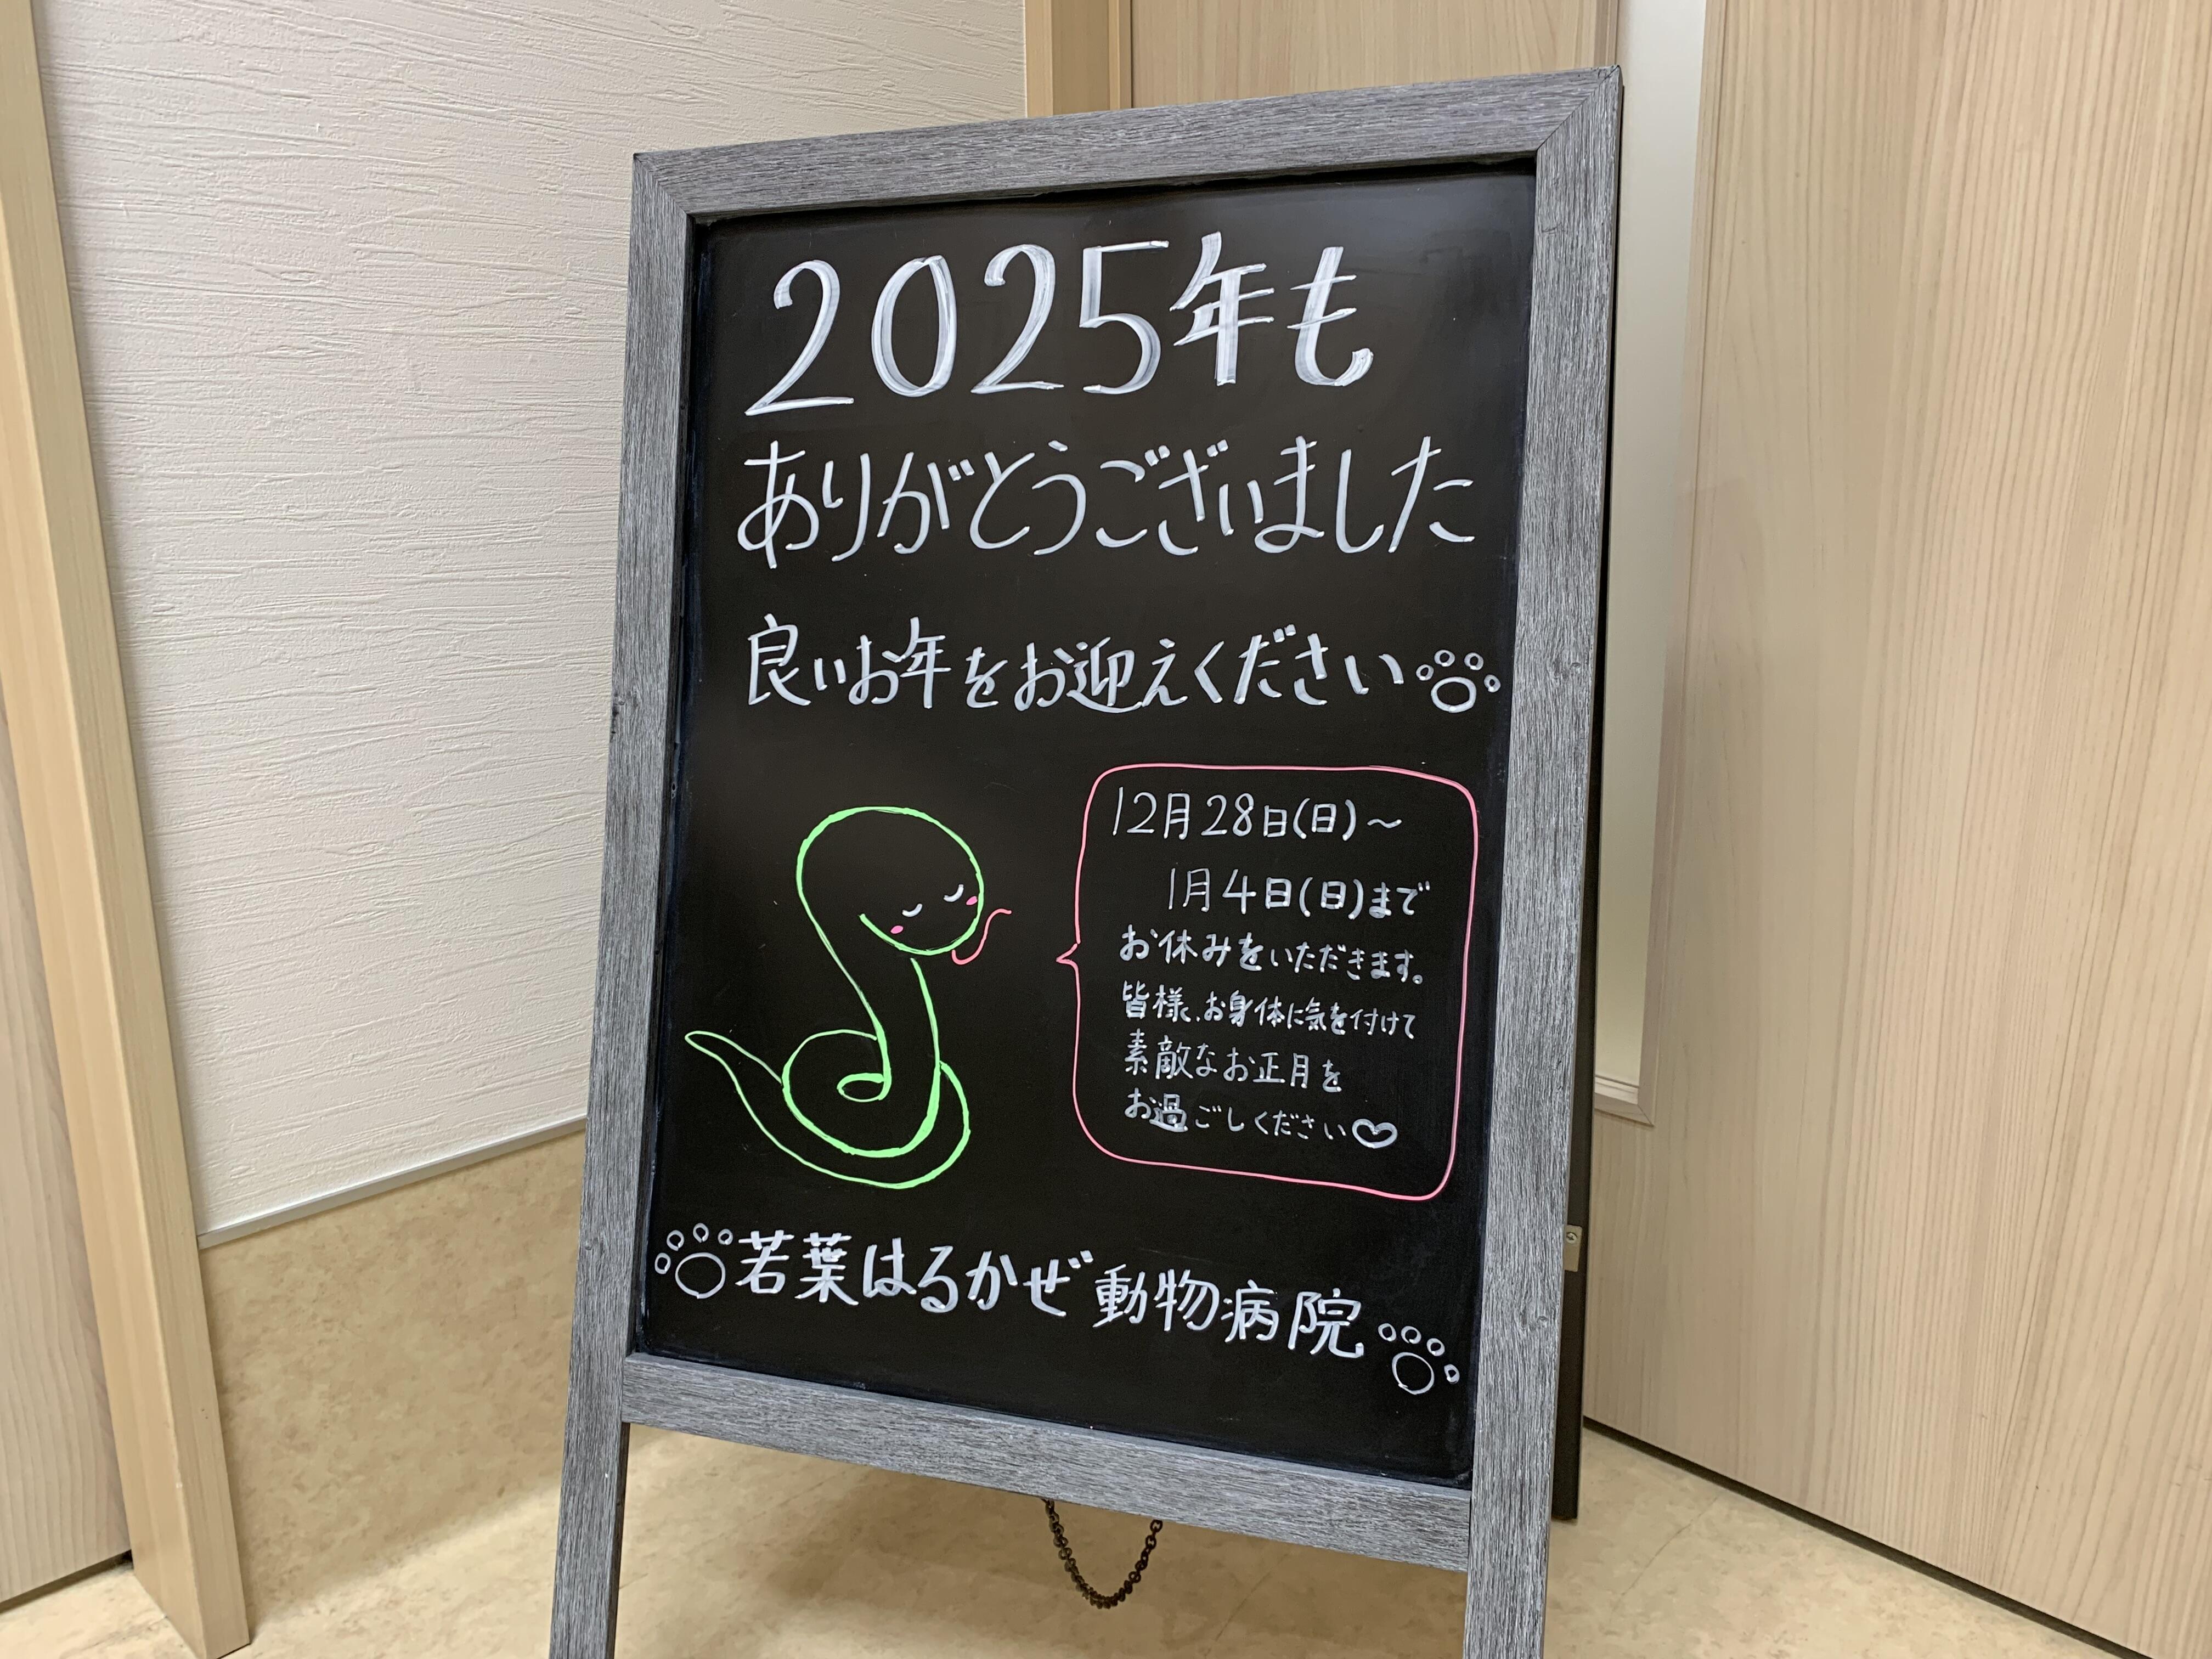 2025年も
ありがとうございました
良いお年をお迎えください
12月28日(日)～
1月4日(日)まで
お休みをいただきます。
皆様、お身体に気を付けて
素敵なお正月を
お過ごしください♡
若葉はるかぜ動物病院